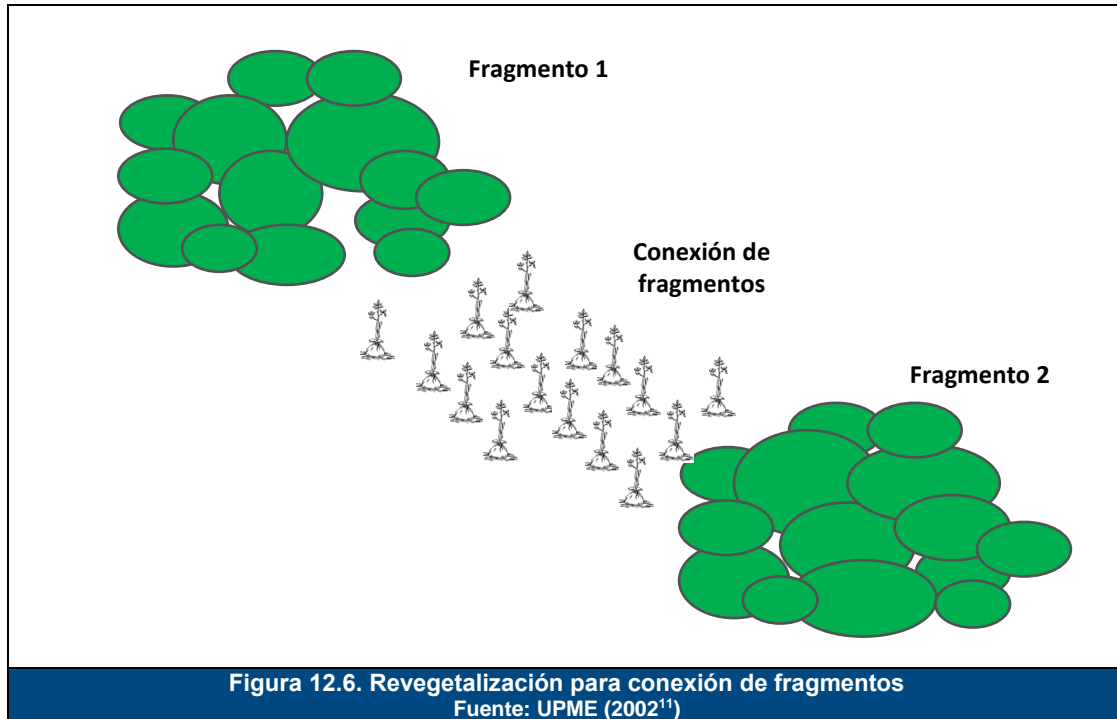 Fragmento 1
Conexión de
fragmentos
Fragmento 2
Figura 12.6. Revegetalización para conexión de fragmentos
Fuente: UPME (2002¹¹)